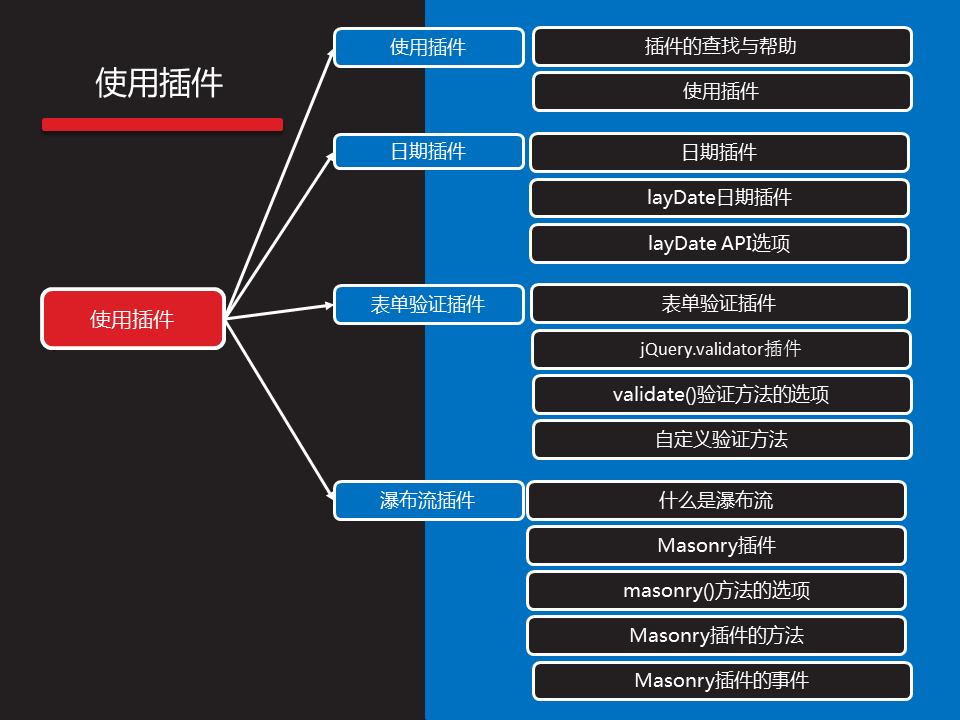 使用插件
使用插件
使用插件
插件的查找与帮助
使用插件
日期插件
日期插件
layDate日期插件
layDate API选项
表单验证插件
表单验证插件
jQuery.validator插件
validate()验证方法的选项
自定义验证方法
瀑布流插件
什么是瀑布流
Masonry插件
masonry()方法的选项
Masonry插件的方法
Masonry插件的事件